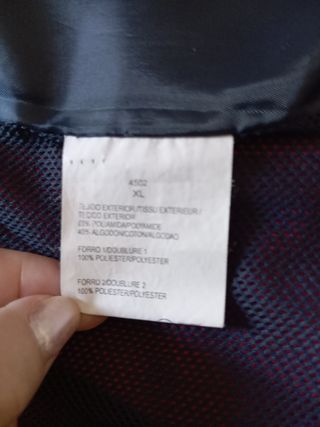 4502
XL
TEJIDO EXTERIOR/TISSU EXTERIEUR/
TECIDO EXTERIOR
POLIAMIDA/POLYAMIDE
40% ALGODON/COTON/ALGODAO
FORRO 1/DOUBLURE 1
100% POLIESTER/POLYESTER
FORRO 2/DOUBLURE 2
100% POLIESTER/POLYESTER